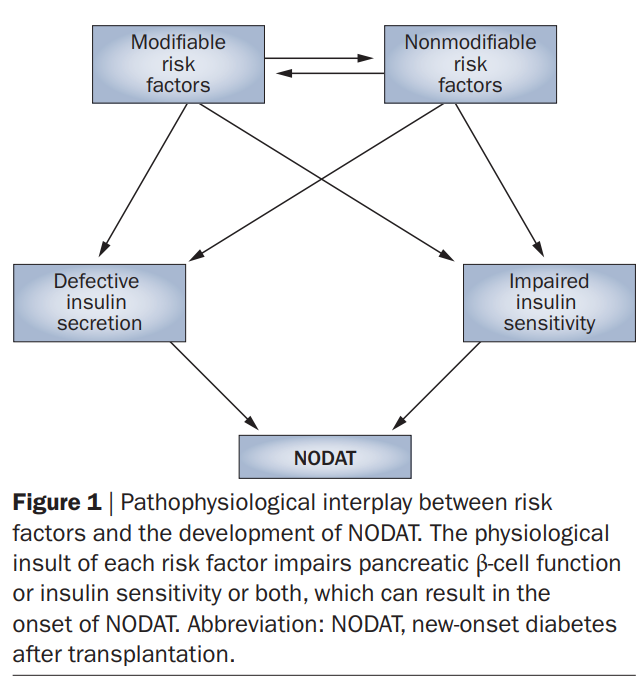 Modifiable
risk
factors
Nonmodifiable
risk
factors
Defective
insulin
secretion
Impaired
insulin
sensitivity
NODAT
Figure 1 | Pathophysiological interplay between risk
factors and the development of NODAT. The physiological
insult of each risk factor impairs pancreatic β-cell function
or insulin sensitivity or both, which can result in the
onset of NODAT. Abbreviation: NODAT, new-onset diabetes
after transplantation.